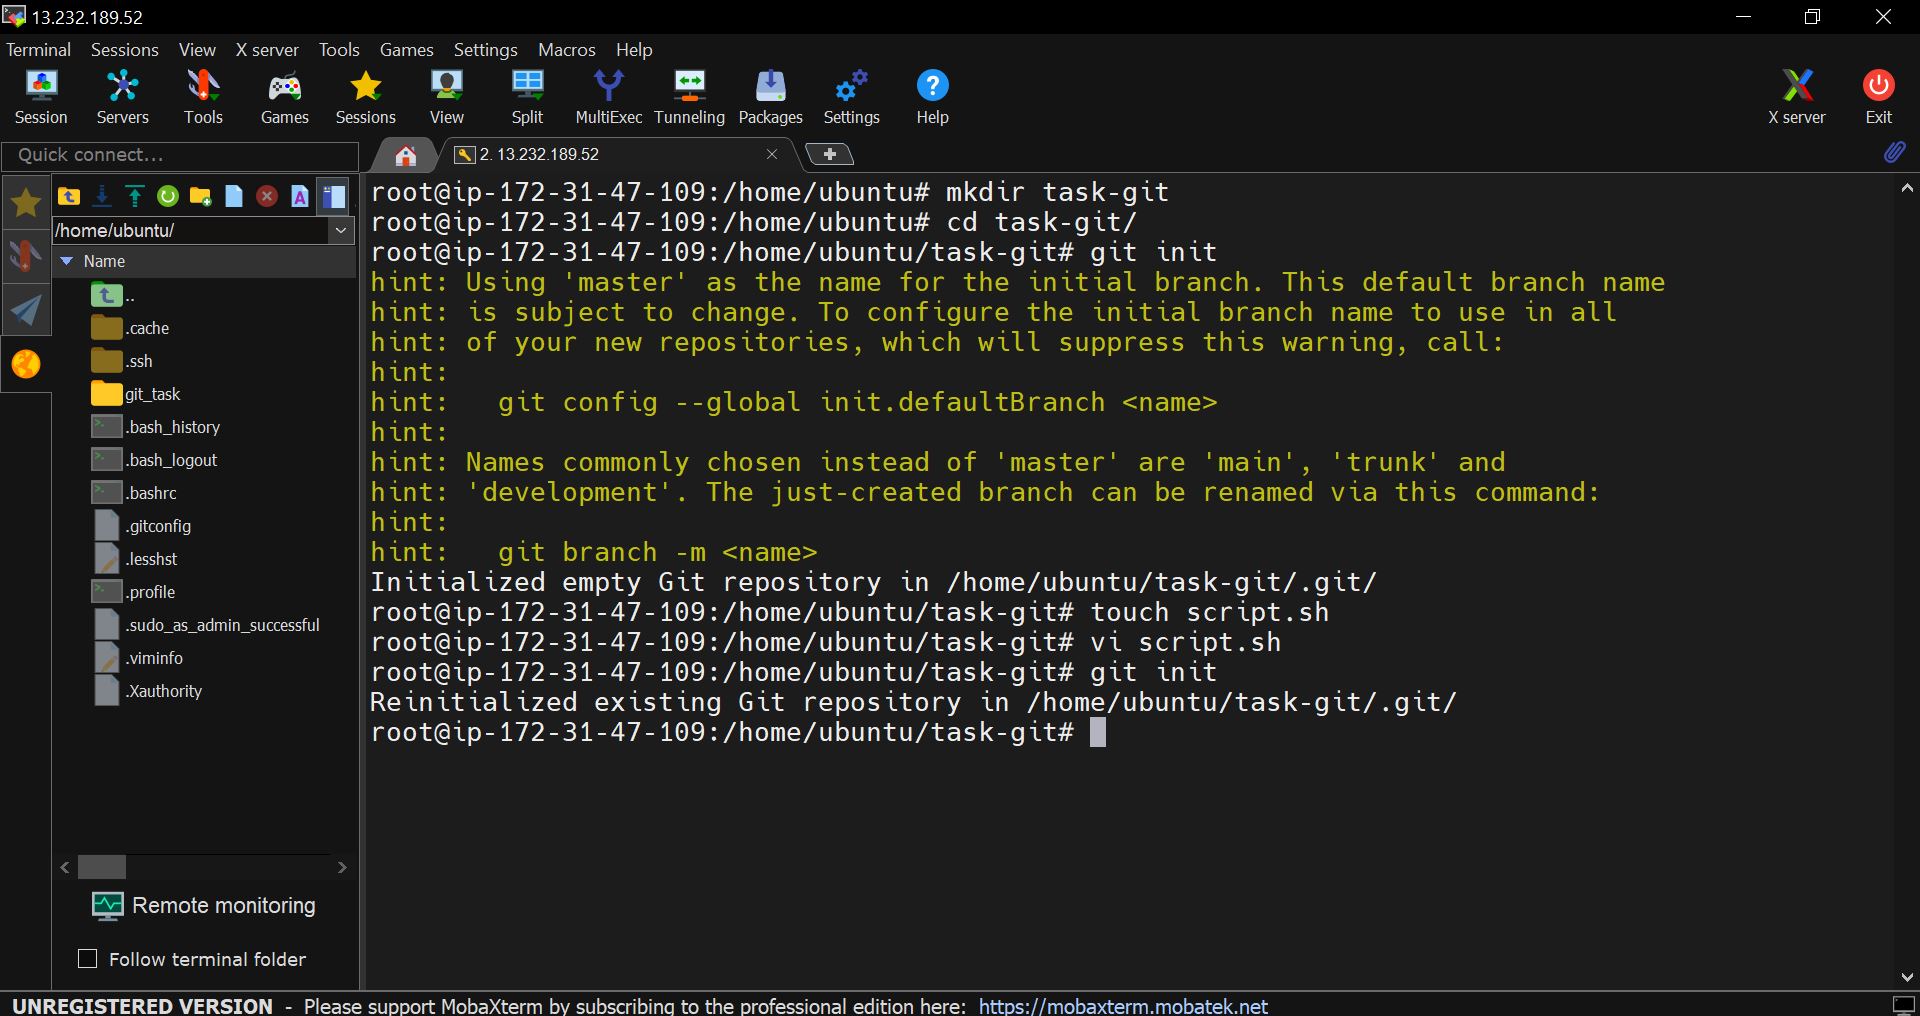 13.232.189.52
Terminal Sessions View X server Tools Games Settings Macros Help
Session Servers Tools Games Sessions View Split MultiExec Tunneling Packages Settings Help X server Exit
Quick connect...
2. 13.232.189.52
/home/ubuntu/
Name
..
.cache
.ssh
git_task
.bash_history
.bash_logout
.bashrc
.gitconfig
.lesshst
.profile
.sudo_as_admin_successful
.viminfo
.Xauthority
Remote monitoring
Follow terminal folder
root@ip-172-31-47-109:/home/ubuntu# mkdir task-git
root@ip-172-31-47-109:/home/ubuntu# cd task-git/
root@ip-172-31-47-109:/home/ubuntu/task-git# git init
hint: Using 'master' as the name for the initial branch. This default branch name
hint: is subject to change. To configure the initial branch name to use in all
hint: of your new repositories, which will suppress this warning, call:
hint:
hint:   git config --global init.defaultBranch <name>
hint:
hint: Names commonly chosen instead of 'master' are 'main', 'trunk' and
hint: 'development'. The just-created branch can be renamed via this command:
hint:
hint:   git branch -m <name>
Initialized empty Git repository in /home/ubuntu/task-git/.git/
root@ip-172-31-47-109:/home/ubuntu/task-git# touch script.sh
root@ip-172-31-47-109:/home/ubuntu/task-git# vi script.sh
root@ip-172-31-47-109:/home/ubuntu/task-git# git init
Reinitialized existing Git repository in /home/ubuntu/task-git/.git/
root@ip-172-31-47-109:/home/ubuntu/task-git#
UNREGISTERED VERSION - Please support MobaXterm by subscribing to the professional edition here: https://mobaxterm.mobatek.net